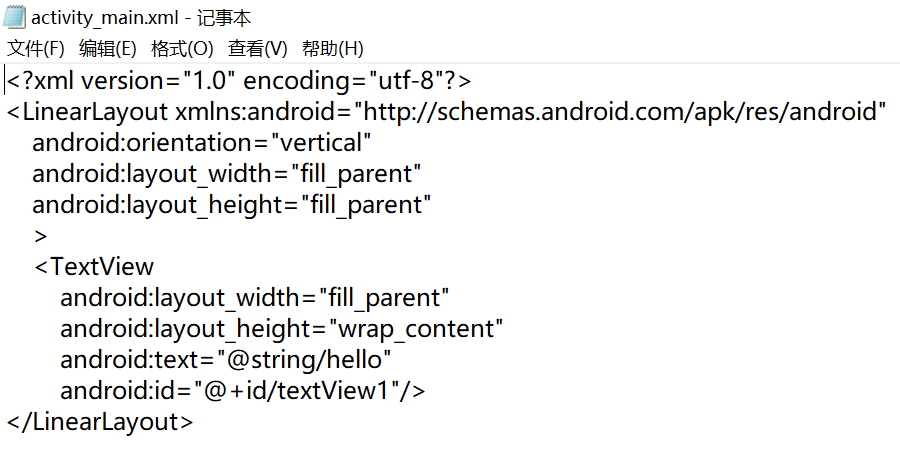 activity_main.xml - 记事本
文件(F) 编辑(E) 格式(O) 查看(V) 帮助(H)
<?xml version="1.0" encoding="utf-8"?>
<LinearLayout xmlns:android="http://schemas.android.com/apk/res/android"
    android:orientation="vertical"
    android:layout_width="fill_parent"
    android:layout_height="fill_parent"
    >
    <TextView
        android:layout_width="fill_parent"
        android:layout_height="wrap_content"
        android:text="@string/hello"
        android:id="@+id/textView1"/>
</LinearLayout>